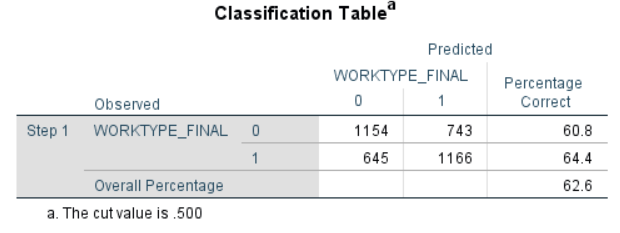 Classification Tableᵃ
Predicted
WORKTYPE_FINAL Percentage Correct
Observed 0 1
Step 1 WORKTYPE_FINAL 0 1154 743 60.8
1 645 1166 64.4
Overall Percentage 62.6
a. The cut value is .500